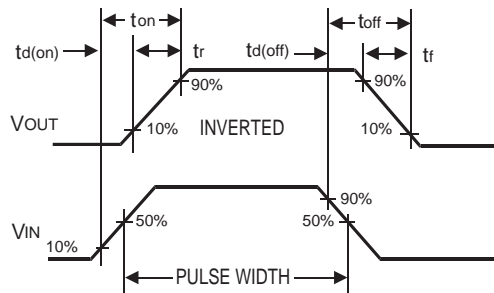 ton toff
td(on) tr td(off) tf
90% 90%
VOUT 10% INVERTED 10%
90%
50% 50%
VIN
10%
PULSE WIDTH